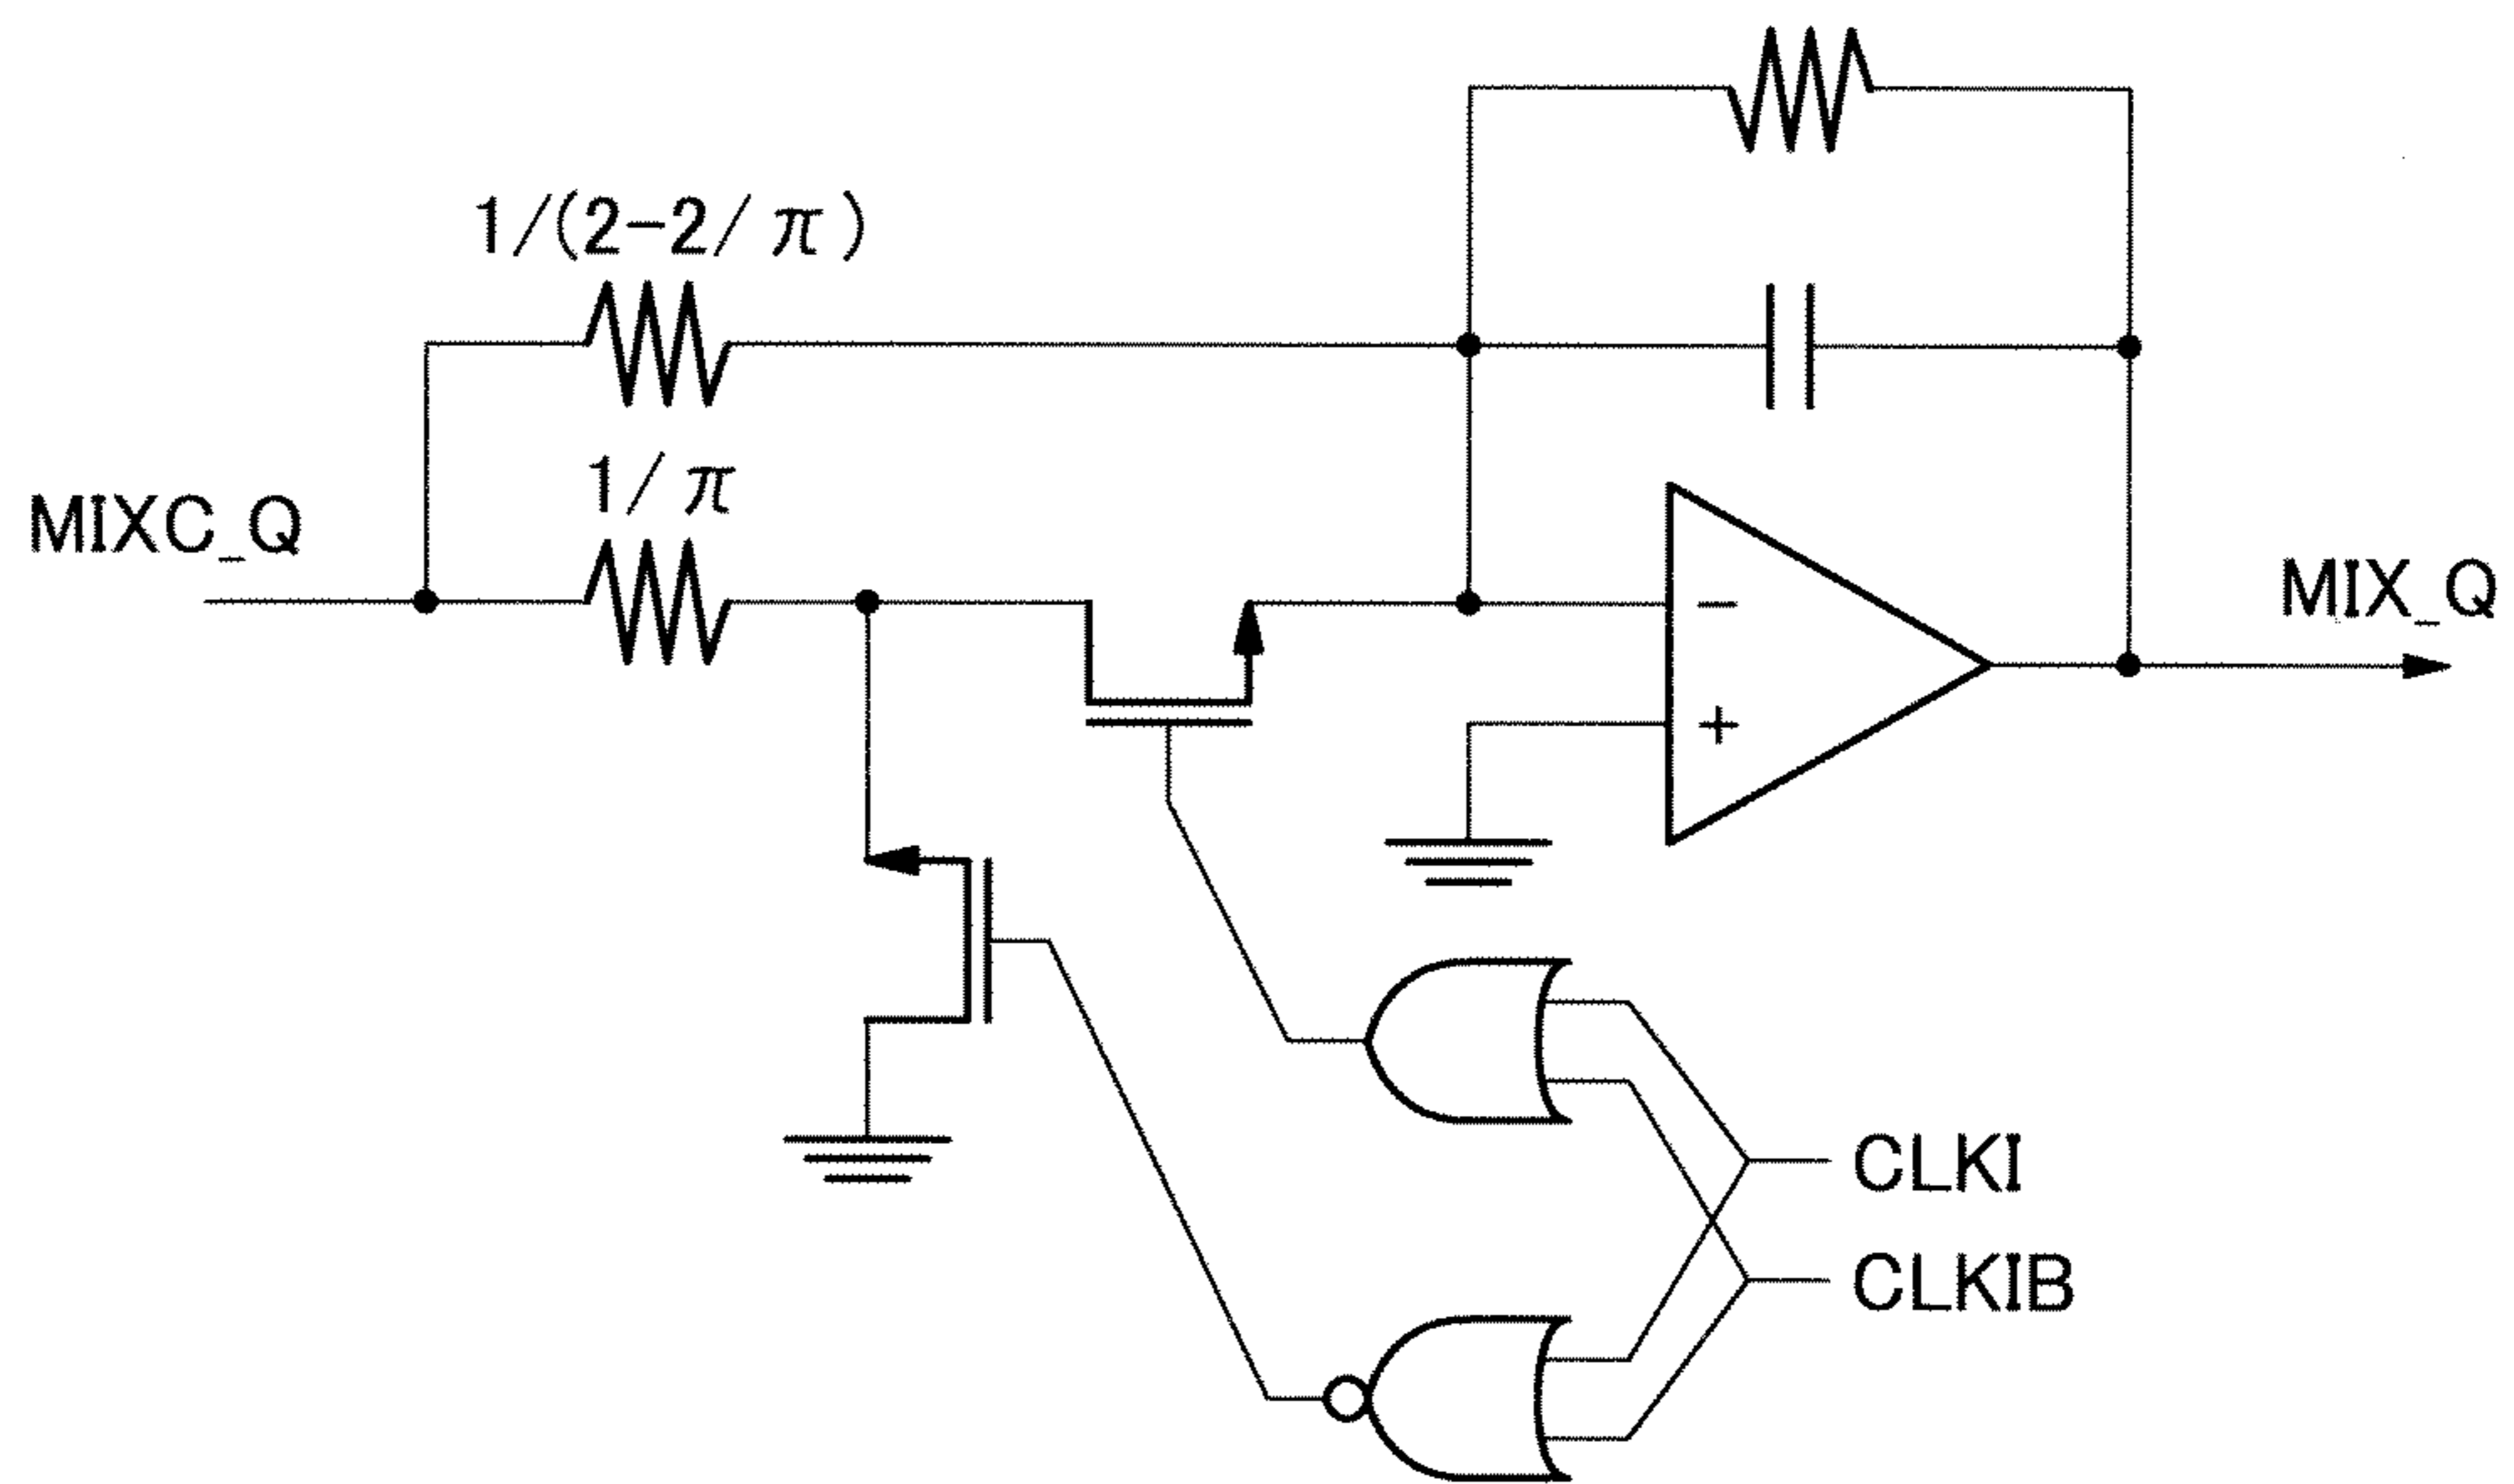 1/(2-2/π)
1/π
MIXC_Q
MIX_Q
−
+
CLKI
CLKIB